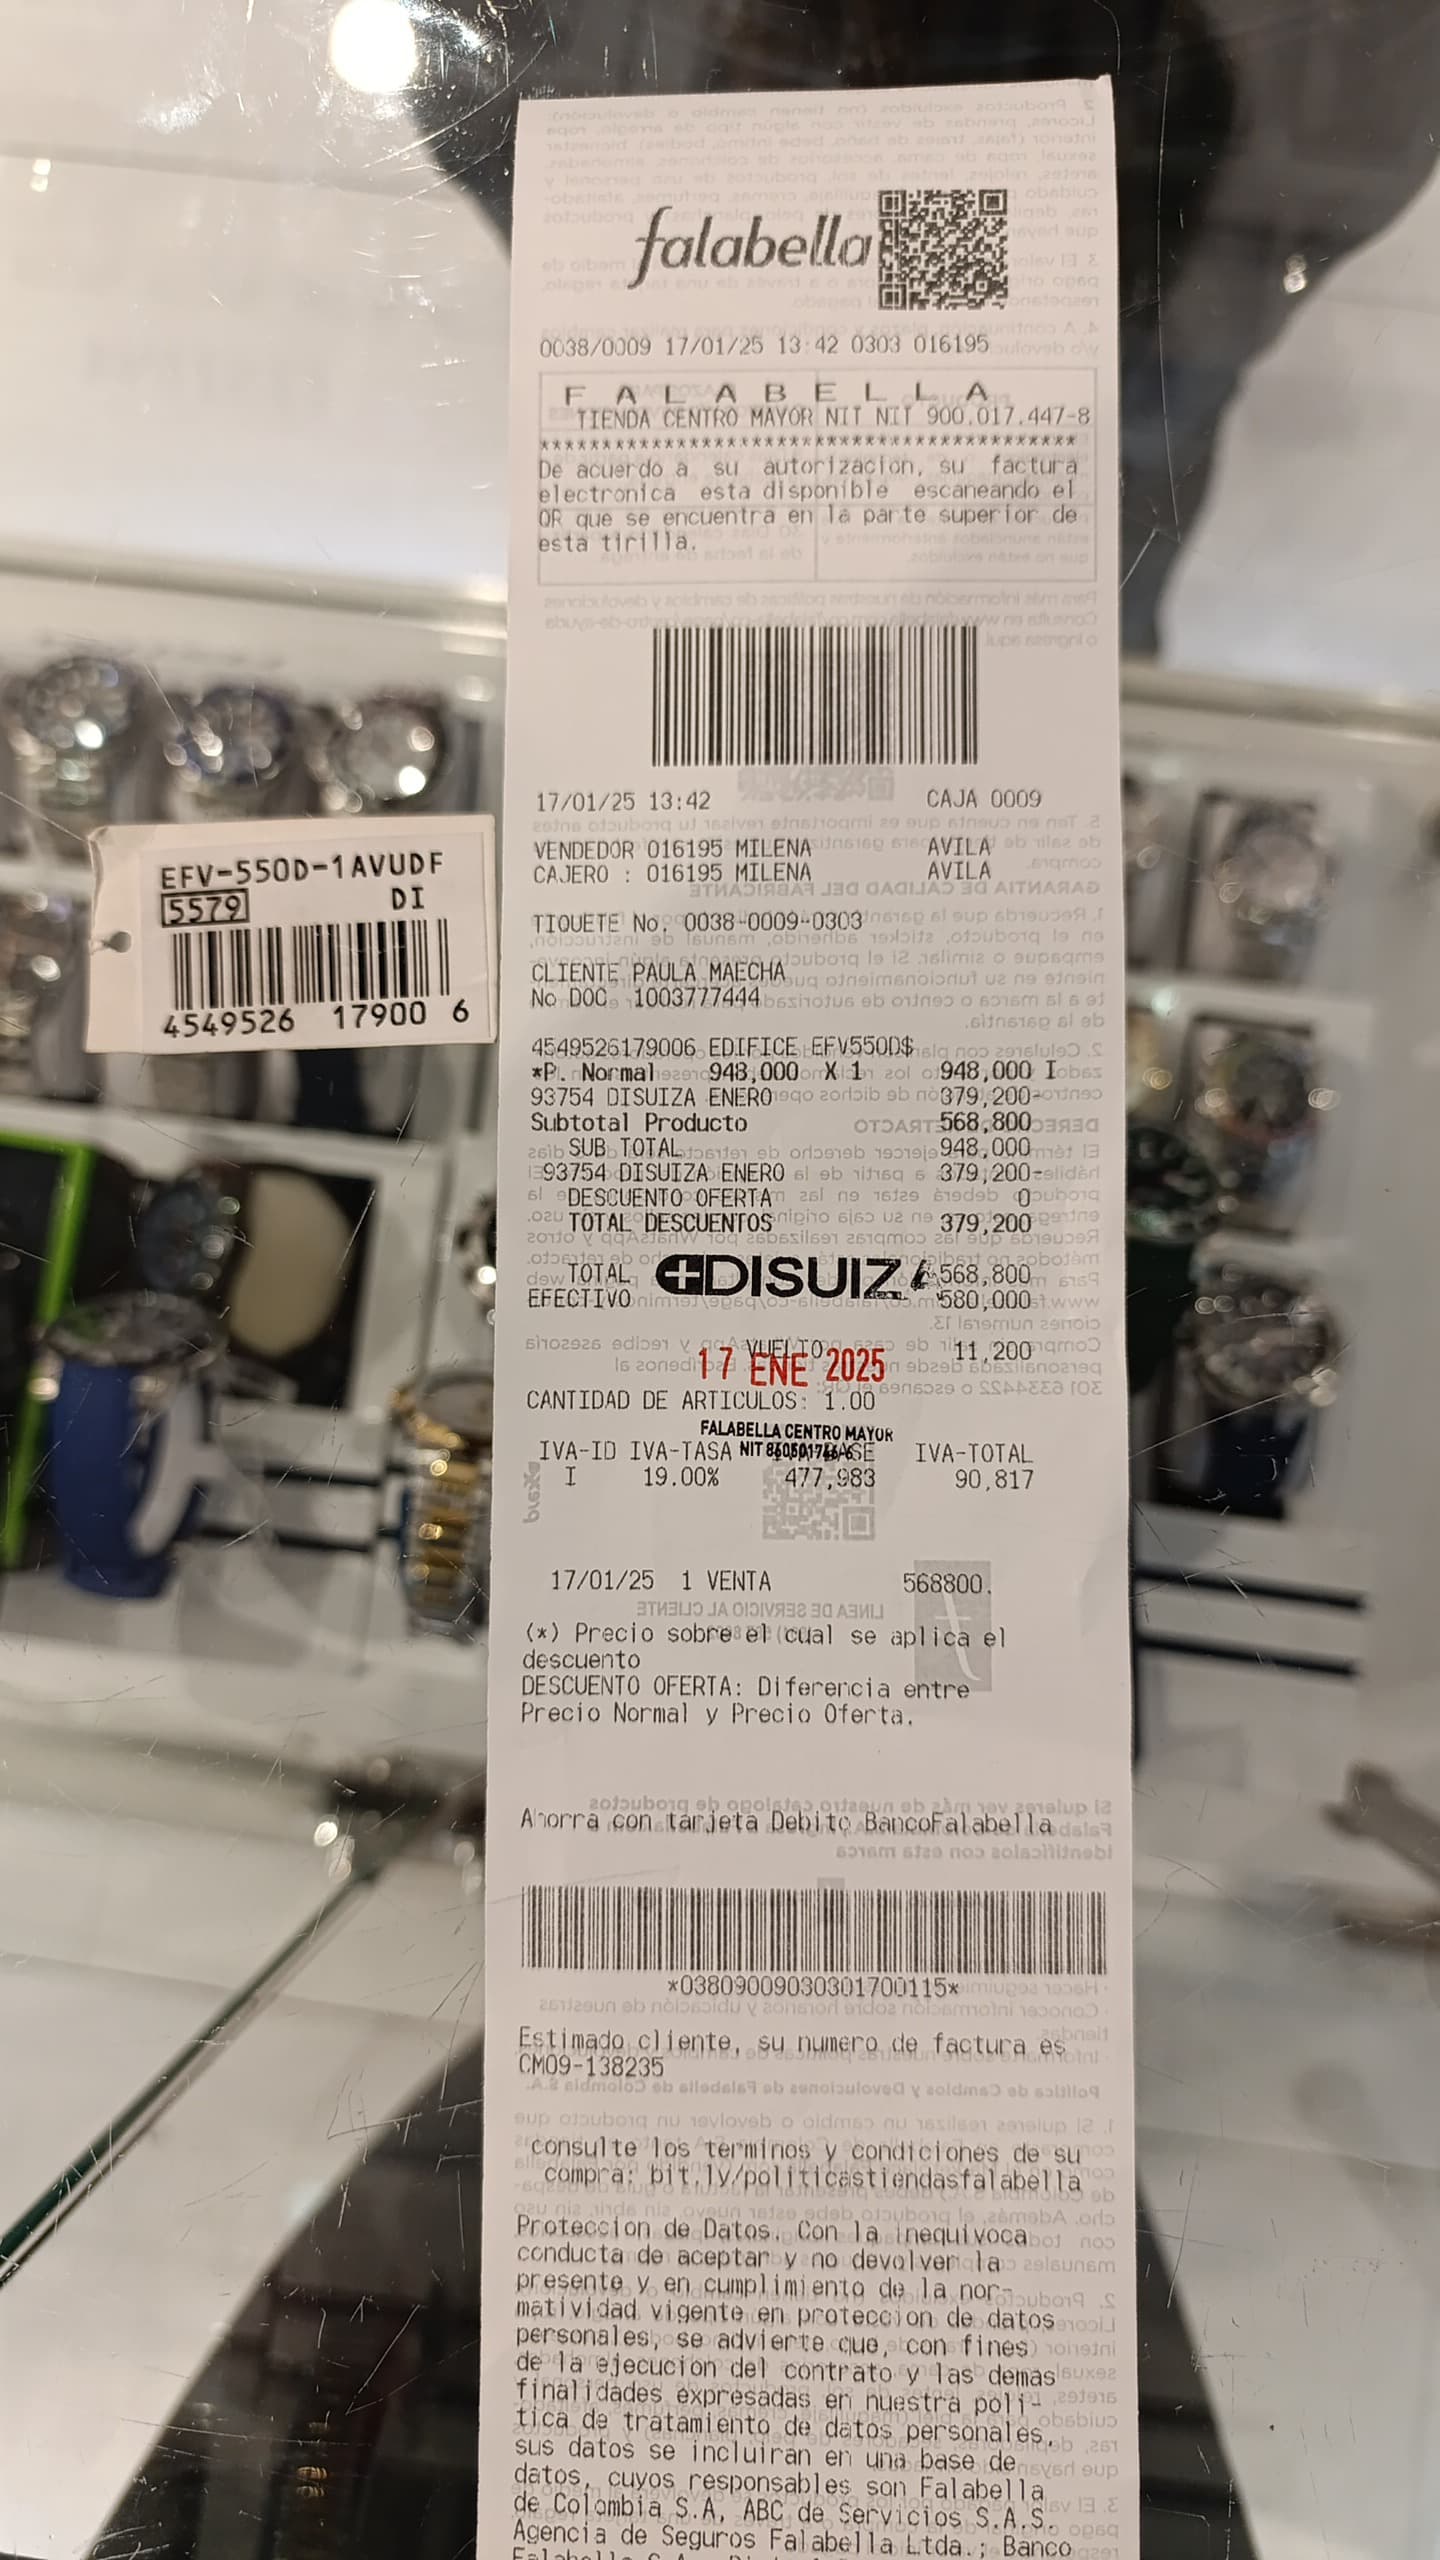 falabella
0038/0009 17/01/25 13:42 0303 016195
F A L A B E L L A
TIENDA CENTRO MAYOR NIT NIT 900.017.447-8
******************************************
De acuerdo a su autorizacion, su factura
electronica esta disponible escaneando el
QR que se encuentra en la parte superior de
esta tirilla.
17/01/25 13:42 CAJA 0009
VENDEDOR 016195 MILENA AVILA
CAJERO : 016195 MILENA AVILA
EFV-550D-1AVUDF
5579 DI
4549526 17900 6
TIQUETE No. 0038-0009-0303
CLIENTE PAULA MAECHA
No DOC 1003777444
4549526179006 EDIFICE EFV550D$
*P. Normal 948,000 X 1 948,000 I
93754 DISUIZA ENERO 379,200-
Subtotal Producto 568,800
SUB TOTAL 948,000
93754 DISUIZA ENERO 379,200-
DESCUENTO OFERTA 0
TOTAL DESCUENTOS 379,200
TOTAL 568,800
DISUIZA
EFECTIVO 580,000
VUELTO 11,200
17 ENE 2025
CANTIDAD DE ARTICULOS: 1.00
FALABELLA CENTRO MAYOR
IVA-ID IVA-TASA NIT BASE IVA-TOTAL
I 19.00% 477,983 90,817
17/01/25 1 VENTA 568800.
(*) Precio sobre el cual se aplica el
descuento
DESCUENTO OFERTA: Diferencia entre
Precio Normal y Precio Oferta.
Ahorra con tarjeta Debito BancoFalabella
*03809009030301700115*
Estimado cliente, su numero de factura es
CM09-138235
consulte los terminos y condiciones de su
compra: bit.ly/politicastiendasfalabella
Proteccion de Datos. Con la inequivoca
conducta de aceptar y no devolver la
presente y en cumplimiento de la nor-
matividad vigente en proteccion de datos
personales, se advierte que, con fines
de la ejecucion del contrato y las demas
finalidades expresadas en nuestra poli-
tica de tratamiento de datos personales,
sus datos se incluiran en una base de
datos, cuyos responsables son Falabella
de Colombia S.A, ABC de Servicios S.A.S.
Agencia de Seguros Falabella Ltda.; Banco